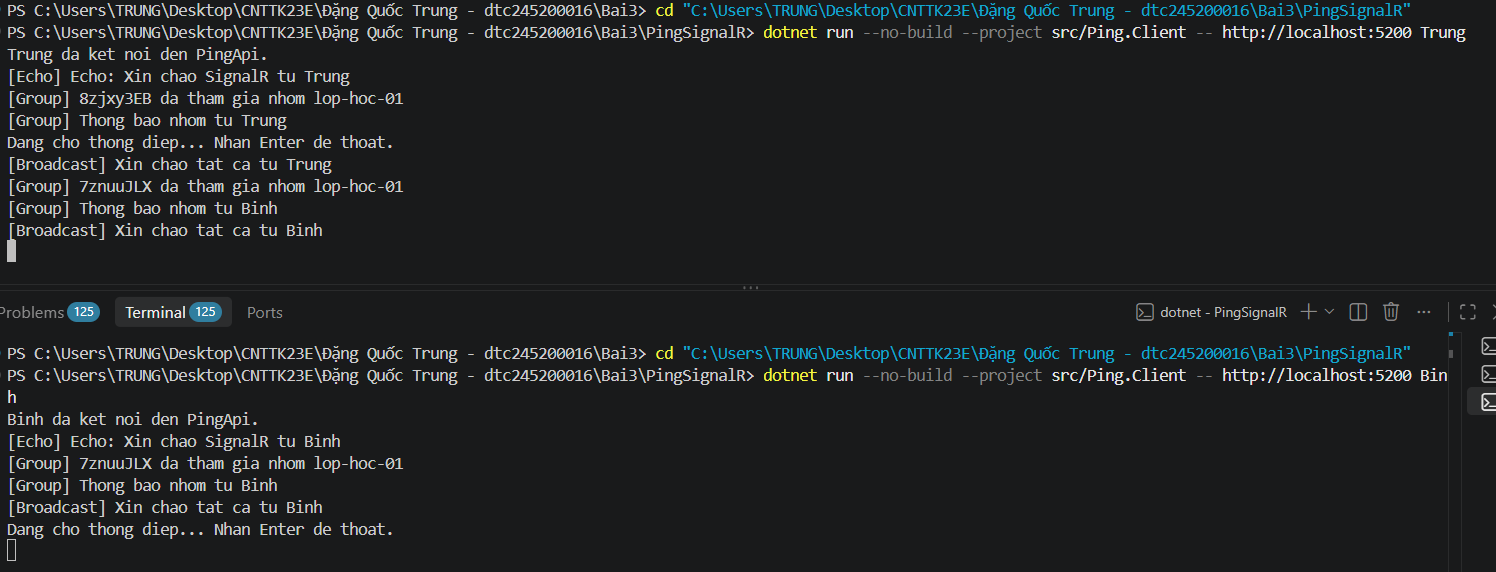 PS C:\Users\TRUNG\Desktop\CNTTK23E\Đặng Quốc Trung - dtc245200016\Bai3> cd "C:\Users\TRUNG\Desktop\CNTTK23E\Đặng Quốc Trung - dtc245200016\Bai3\PingSignalR"
PS C:\Users\TRUNG\Desktop\CNTTK23E\Đặng Quốc Trung - dtc245200016\Bai3\PingSignalR> dotnet run --no-build --project src/Ping.Client -- http://localhost:5200 Trung
Trung da ket noi den PingApi.
[Echo] Echo: Xin chao SignalR tu Trung
[Group] 8zjxy3EB da tham gia nhom lop-hoc-01
[Group] Thong bao nhom tu Trung
Dang cho thong diep... Nhan Enter de thoat.
[Broadcast] Xin chao tat ca tu Trung
[Group] 7znuuJLX da tham gia nhom lop-hoc-01
[Group] Thong bao nhom tu Binh
[Broadcast] Xin chao tat ca tu Binh
Problems 125 Terminal 125 Ports dotnet - PingSignalR
PS C:\Users\TRUNG\Desktop\CNTTK23E\Đặng Quốc Trung - dtc245200016\Bai3> cd "C:\Users\TRUNG\Desktop\CNTTK23E\Đặng Quốc Trung - dtc245200016\Bai3\PingSignalR"
PS C:\Users\TRUNG\Desktop\CNTTK23E\Đặng Quốc Trung - dtc245200016\Bai3\PingSignalR> dotnet run --no-build --project src/Ping.Client -- http://localhost:5200 Bin
h
Binh da ket noi den PingApi.
[Echo] Echo: Xin chao SignalR tu Binh
[Group] 7znuuJLX da tham gia nhom lop-hoc-01
[Group] Thong bao nhom tu Binh
[Broadcast] Xin chao tat ca tu Binh
Dang cho thong diep... Nhan Enter de thoat.